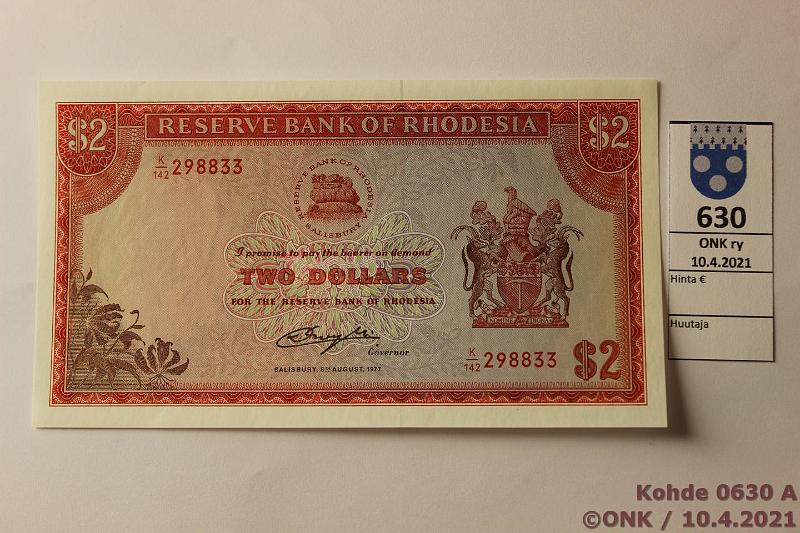 $2
RESERVE BANK OF RHODESIA
$2
K/142 298833
RESERVE BANK OF RHODESIA
SALISBURY
I promise to pay the bearer on demand
TWO DOLLARS
FOR THE RESERVE BANK OF RHODESIA
Governor
SALISBURY, 5TH AUGUST, 1977
K/142 298833
$2
630
ONK ry
10.4.2021
Hinta €
Huutaja
Kohde 0630 A
©ONK / 10.4.2021